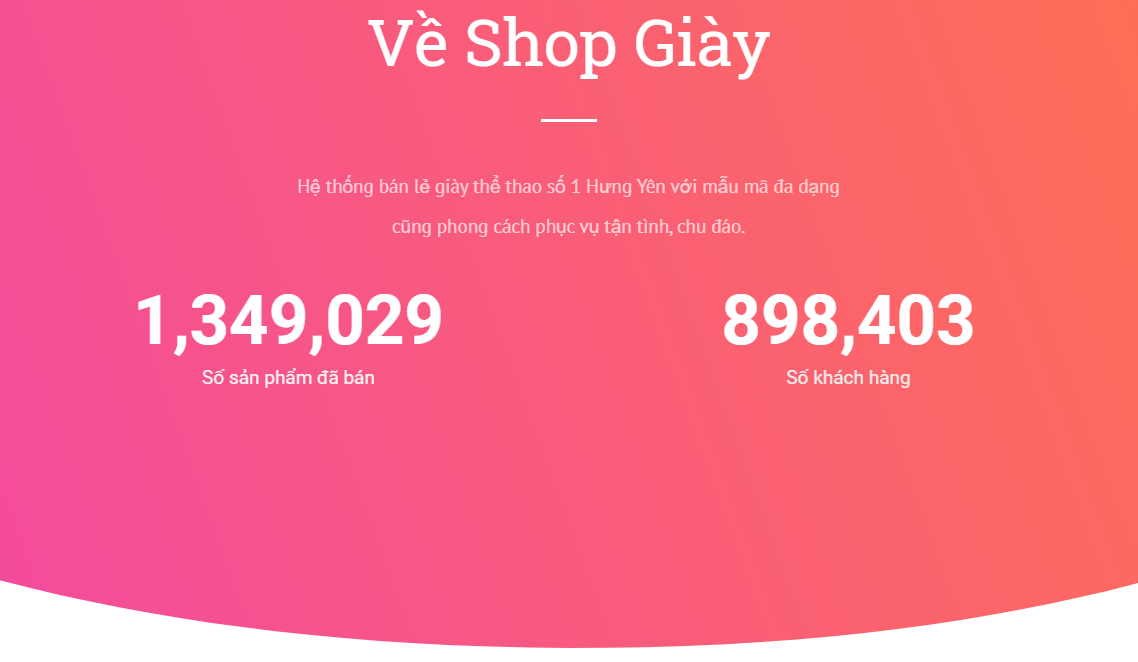 Về Shop Giày
Hệ thống bán lẻ giày thể thao số 1 Hưng Yên với mẫu mã đa dạng
cũng phong cách phục vụ tận tình, chu đáo.
1,349,029
898,403
Số sản phẩm đã bán
Số khách hàng